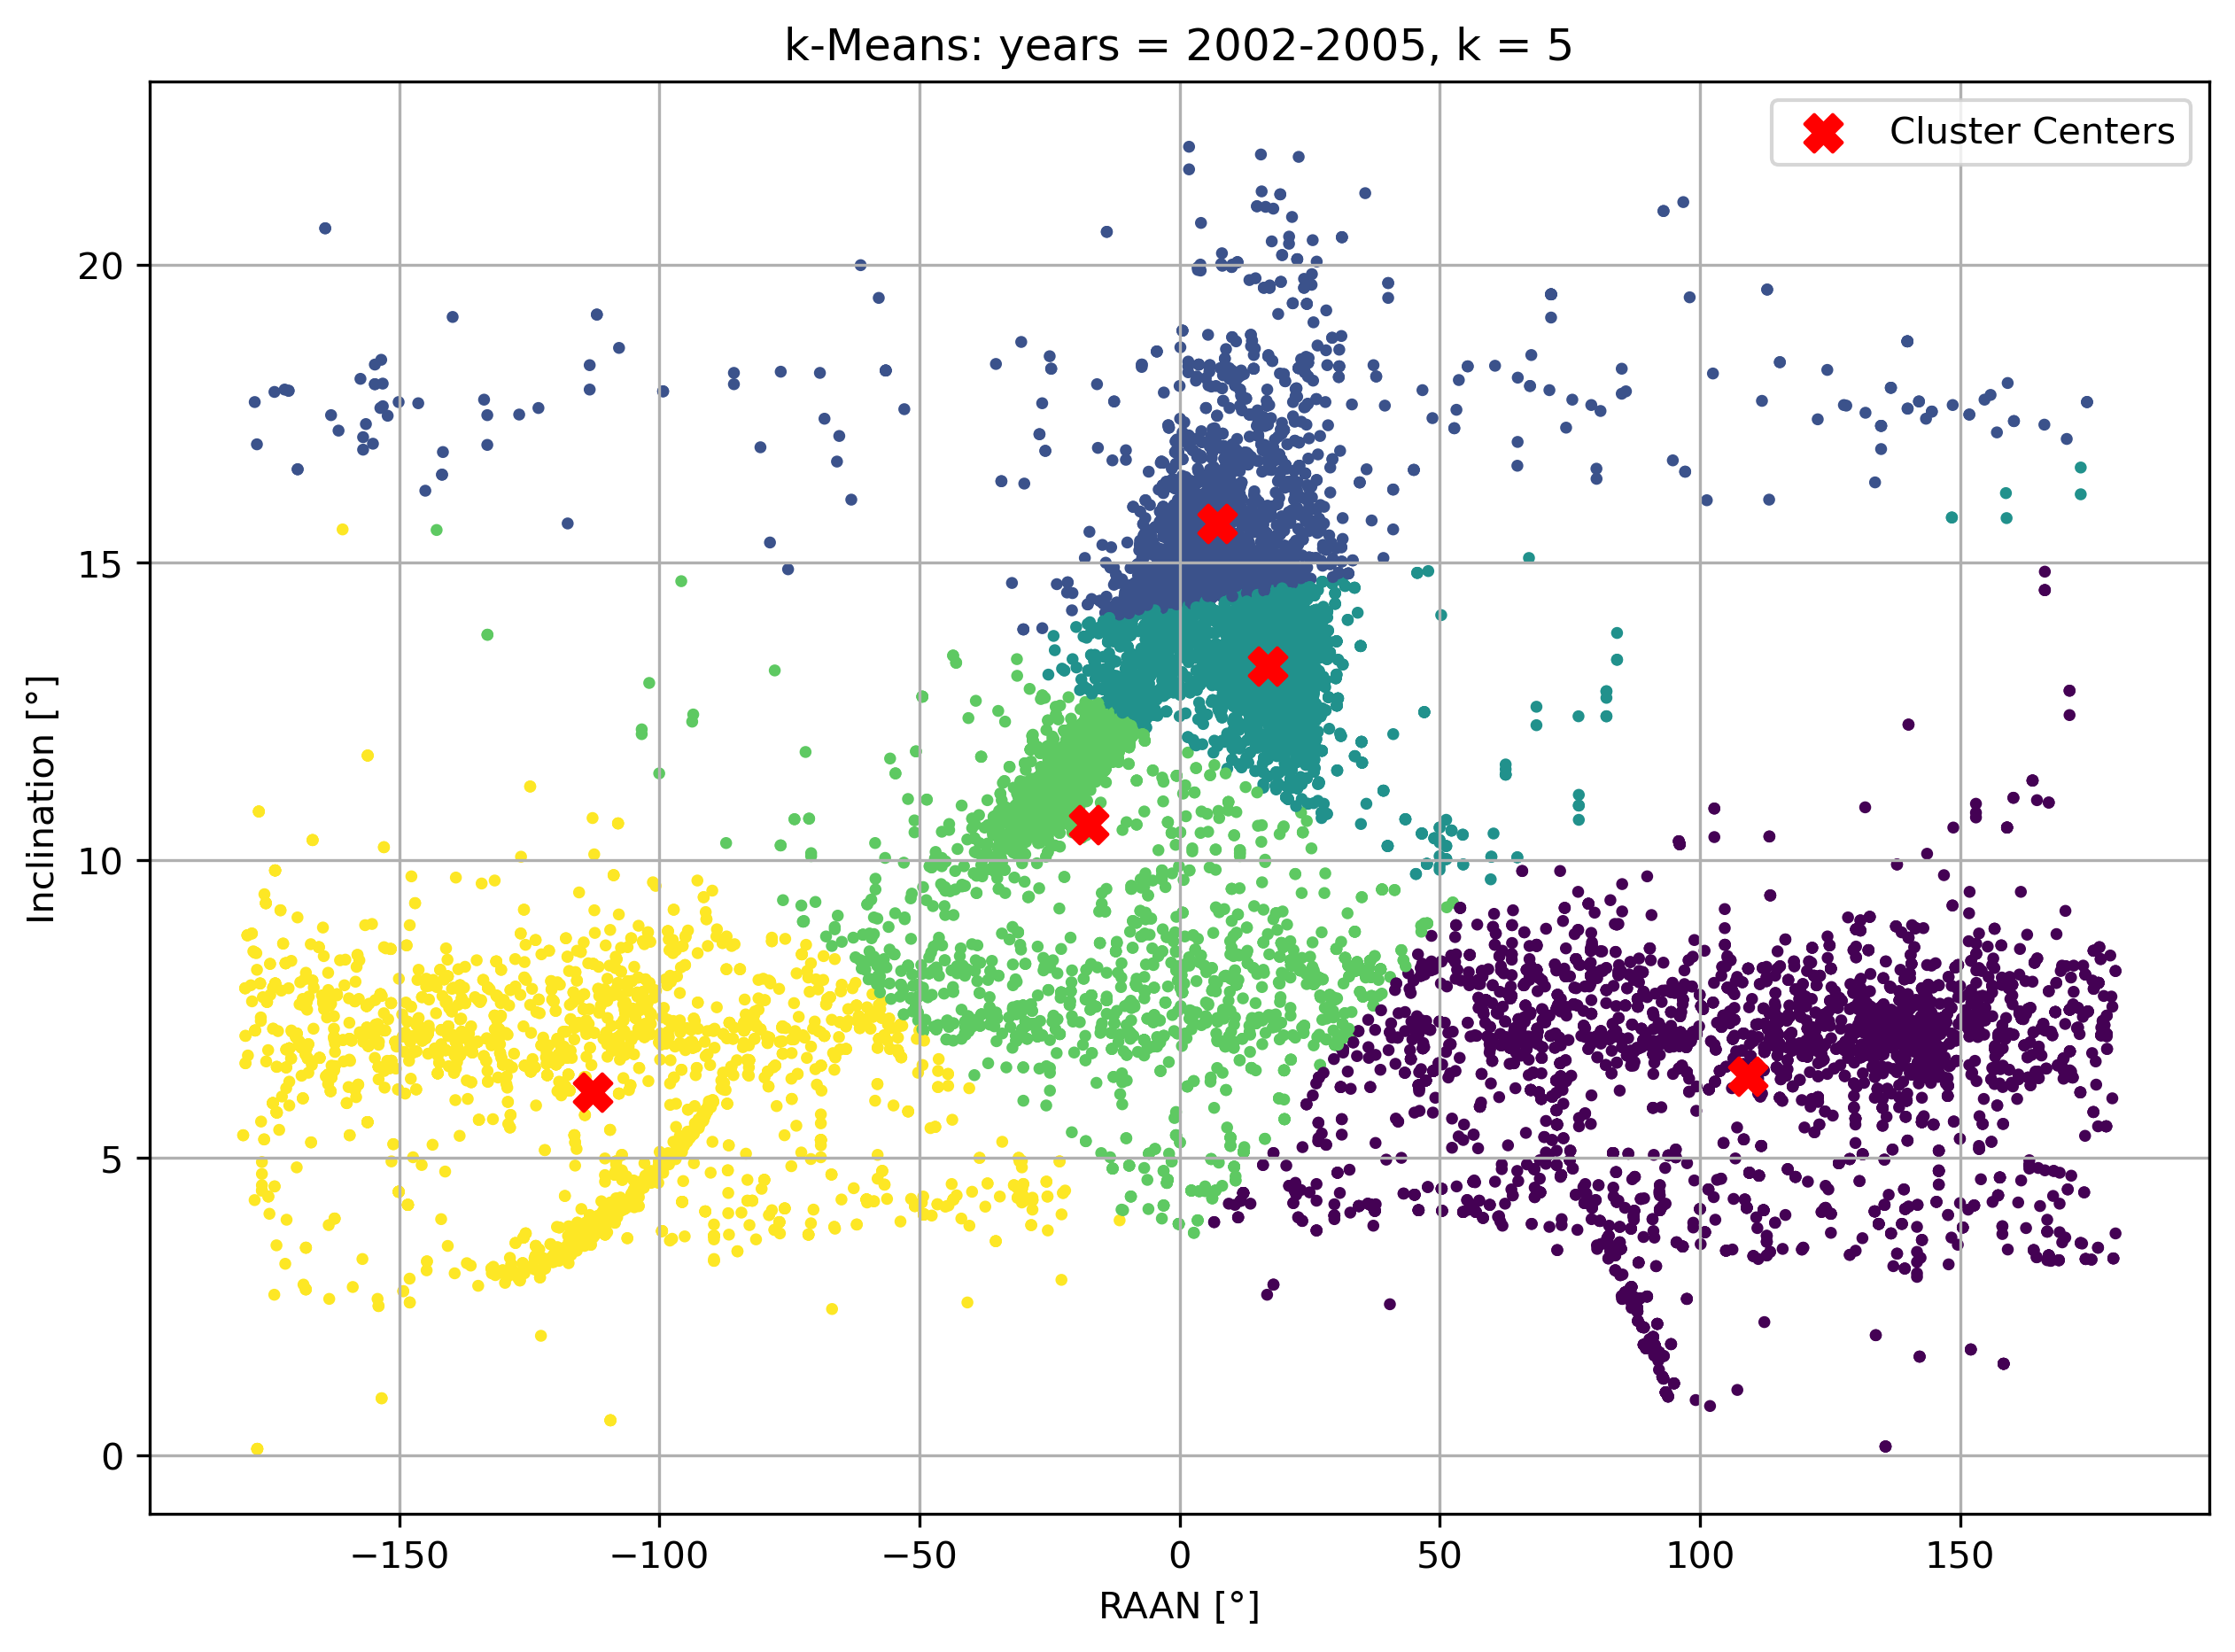 k-Means: years = 2002-2005, k = 5
Cluster Centers
20
15
10
5
0
Inclination [°]
−150 −100 −50 0 50 100 150
RAAN [°]